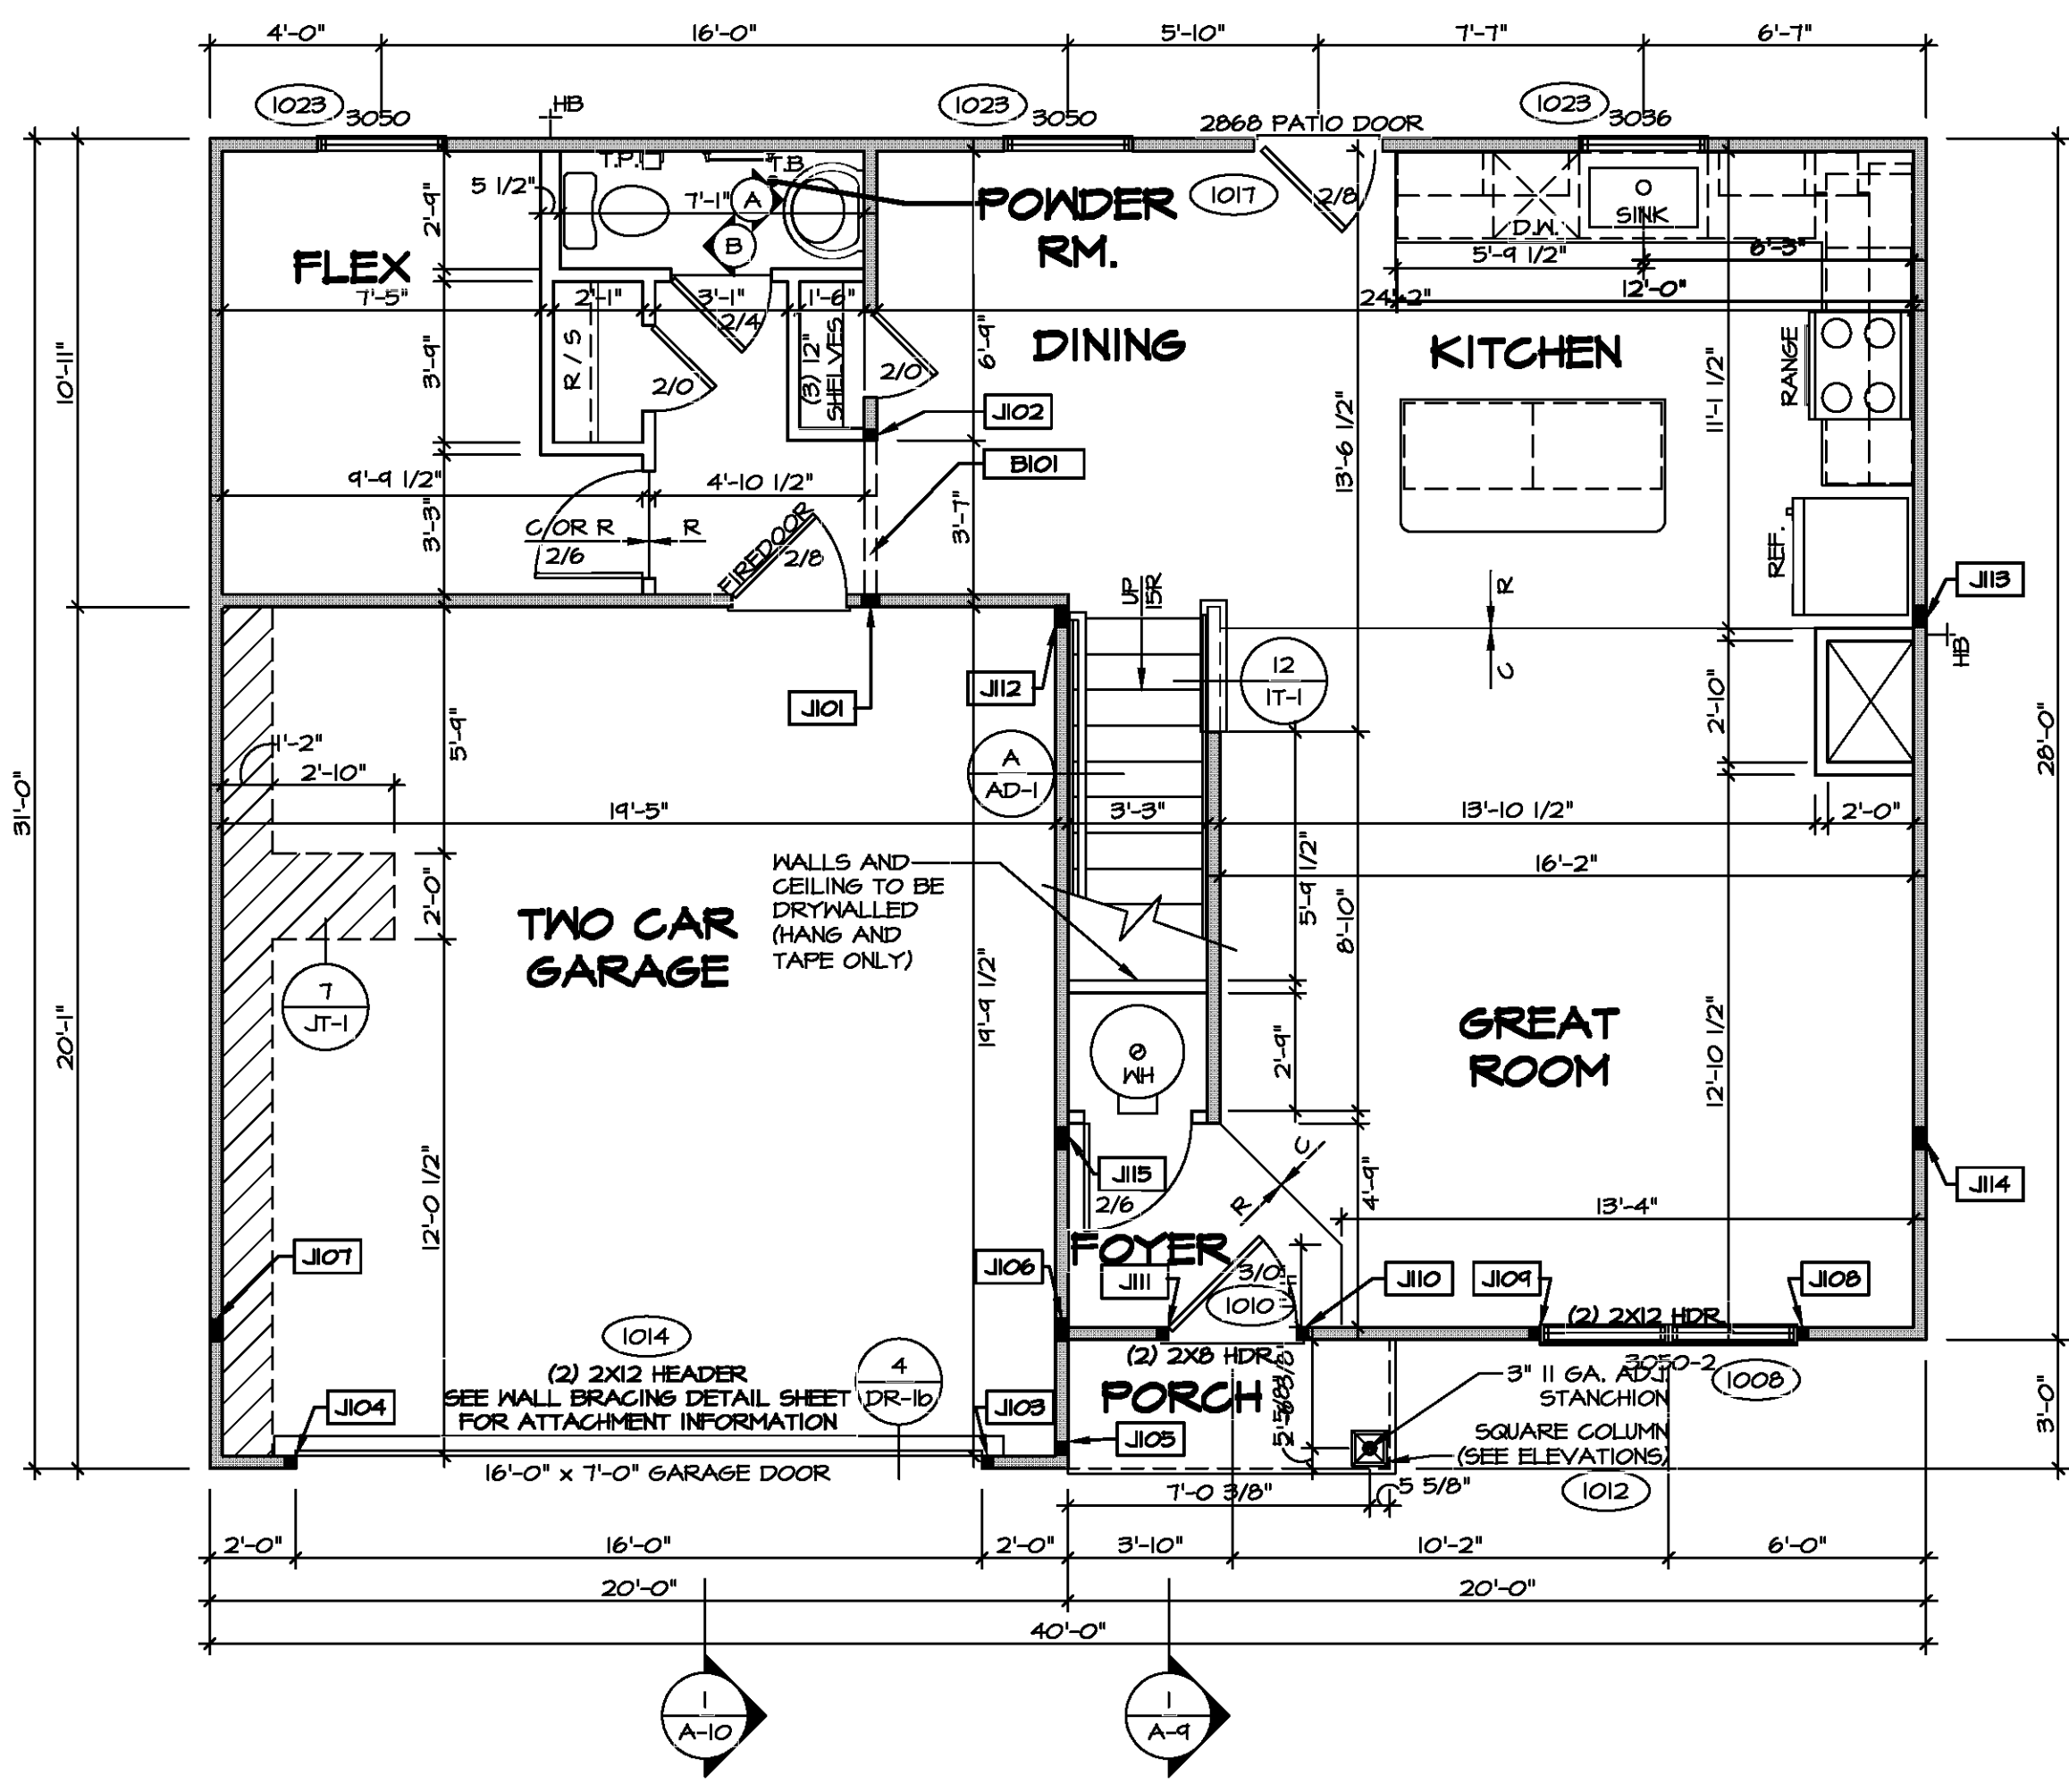 4'-0"
16'-0"
5'-10"
7'-7"
6'-7"
1023
3050
HB
1023
3050
2868 PATIO DOOR
1023
3036
T.P.
T.B.
5 1/2"
2'-9"
7'-1"
A
B
POWDER
RM.
1017
2/8
D.W.
SINK
5'-9 1/2"
6'-3"
12'-0"
FLEX
7'-5"
2'-1"
3'-1"
1'-6"
24'-2"
2/4
DINING
KITCHEN
RANGE
R / S
(3) 12"
SHELVES
6'-9"
3'-9"
2/0
2/0
J102
13'-6 1/2"
11'-1 1/2"
10'-11"
B101
9'-9 1/2"
4'-10 1/2"
3'-3"
3'-7"
C OR R
R
2/6
FIREDOOR
2/8
REF.
UP
15R
R
C
J113
HB
12
1T-1
J112
J101
5'-9"
2'-10"
28'-0"
1'-2"
2'-10"
A
AD-1
31'-0"
19'-5"
3'-3"
13'-10 1/2"
2'-0"
WALLS AND
CEILING TO BE
DRYWALLED
(HANG AND
TAPE ONLY)
16'-2"
2'-0"
5'-9 1/2"
8'-10"
TWO CAR
GARAGE
7
JT-1
19'-9 1/2"
20'-1"
WH
2'-9"
GREAT
ROOM
12'-10 1/2"
12'-0 1/2"
J115
2/6
C
R
4'-9"
J114
13'-4"
FOYER
J107
J106
J111
3/0
J110
J109
J108
1010
(2) 2X12 HDR.
1014
(2) 2X12 HEADER
SEE WALL BRACING DETAIL SHEET
FOR ATTACHMENT INFORMATION
4
DR-1b
(2) 2X8 HDR.
3050-2
1008
3" 11 GA. ADJ.
STANCHION
PORCH
J104
J103
J105
SQUARE COLUMN
(SEE ELEVATIONS)
3'-0"
16'-0" x 7'-0" GARAGE DOOR
7'-0 3/8"
5 5/8"
1012
2'-0"
16'-0"
2'-0"
3'-10"
10'-2"
6'-0"
20'-0"
20'-0"
40'-0"
1
A-10
1
A-9